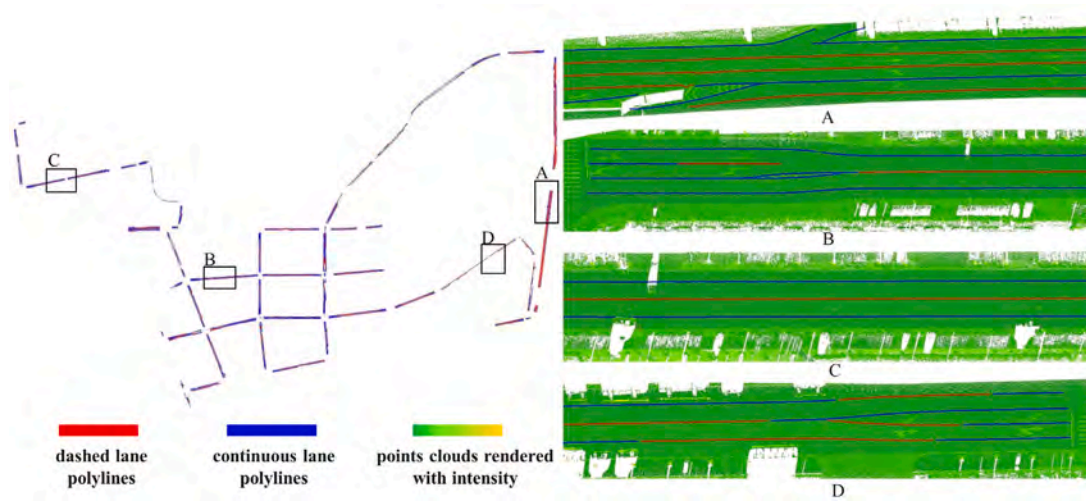 A
C
A
D
B
B
C
dashed lane
polylines
continuous lane
polylines
points clouds rendered
with intensity
D